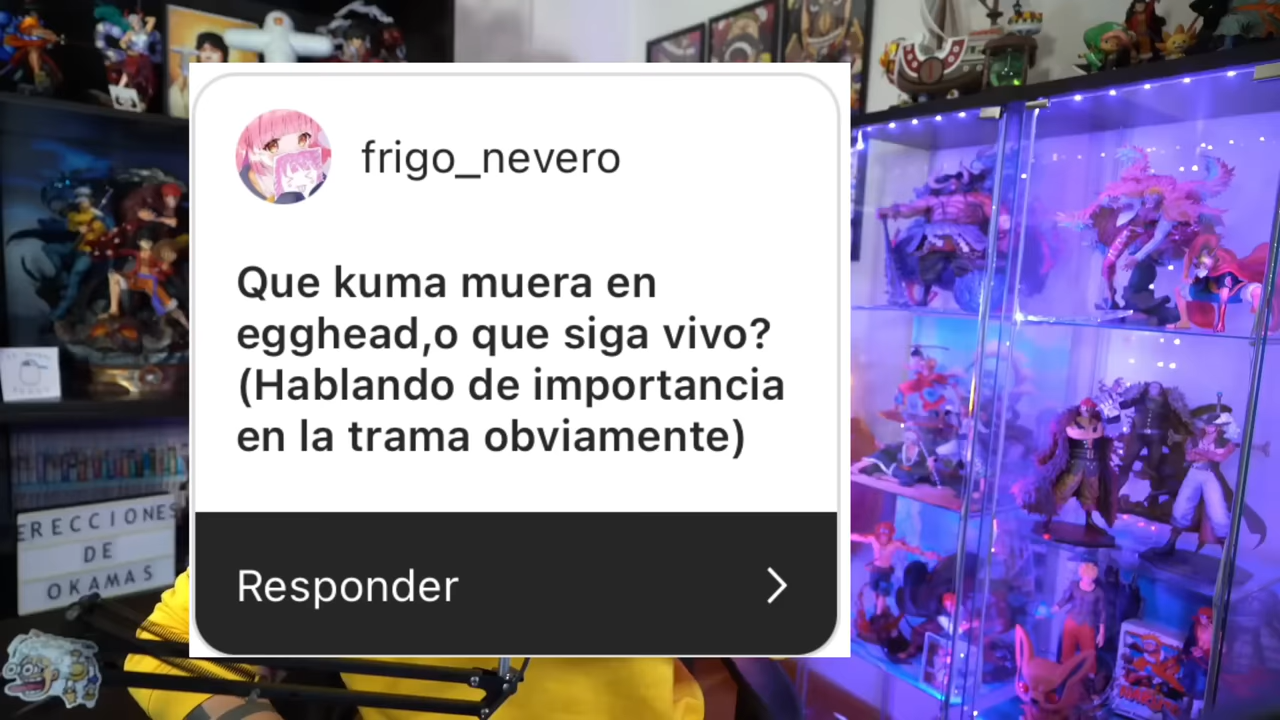 frigo_nevero
Que kuma muera en
egghead,o que siga vivo?
(Hablando de importancia
en la trama obviamente)
Responder
ERECCIONES
DE
OKAMAS